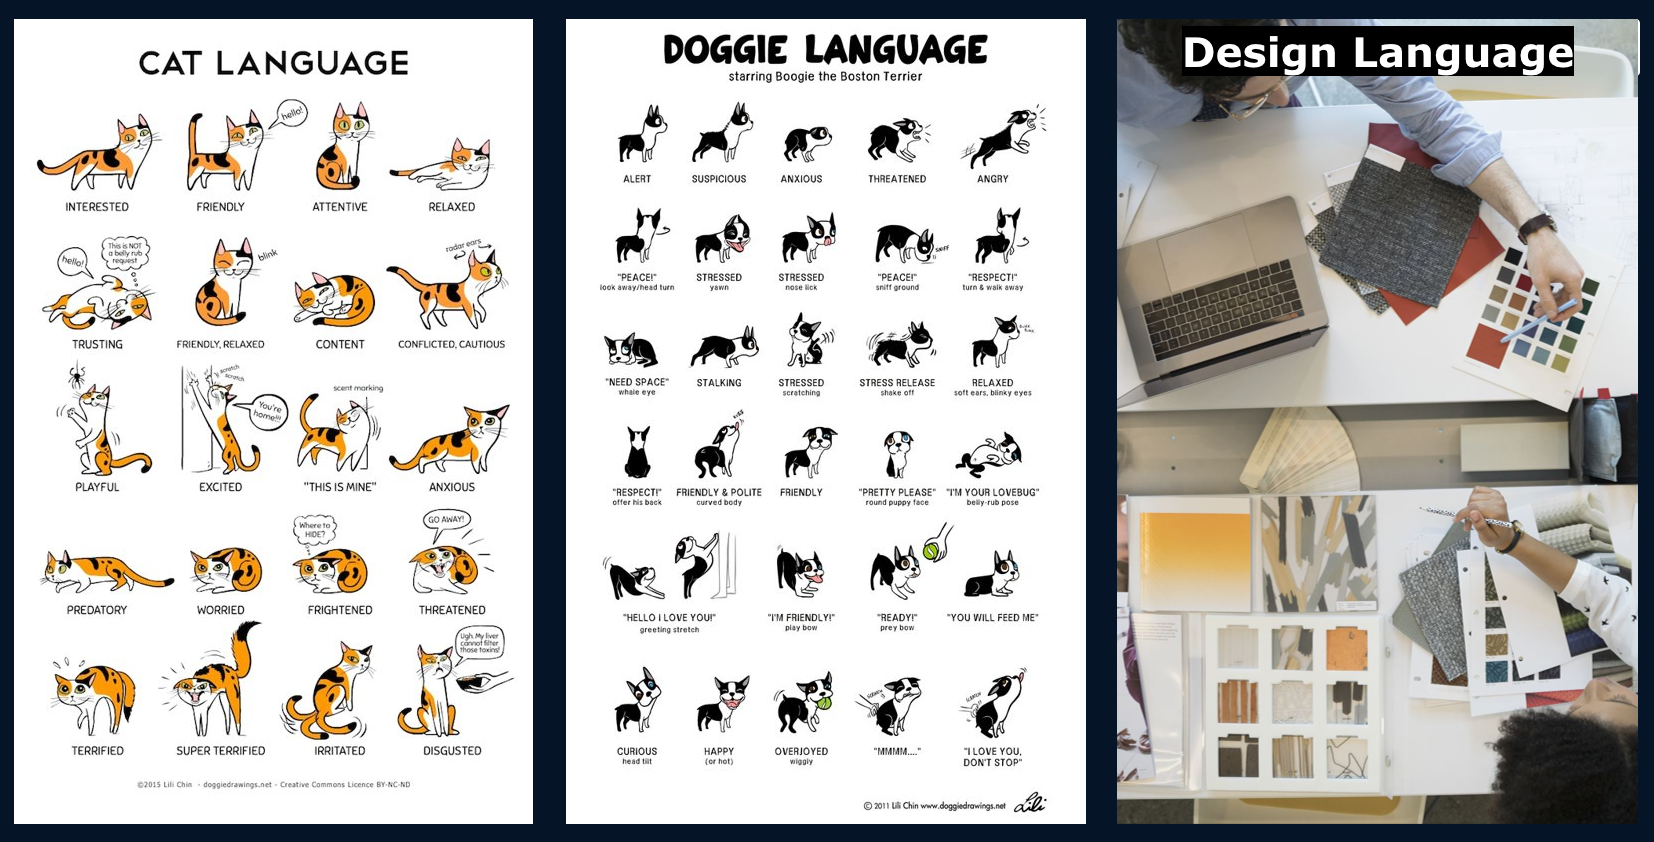 CAT LANGUAGE
hello!
INTERESTED
FRIENDLY
ATTENTIVE
RELAXED
hello!
This is NOT
a belly rub
request
blink
radar ears
TRUSTING
FRIENDLY, RELAXED
CONTENT
CONFLICTED, CAUTIOUS
scratch
scratch
You're
home!!!
scent marking
PLAYFUL
EXCITED
"THIS IS MINE"
ANXIOUS
Where to
HIDE?
GO AWAY!
PREDATORY
WORRIED
FRIGHTENED
THREATENED
Ugh. My liver
cannot filter
those toxins!
TERRIFIED
SUPER TERRIFIED
IRRITATED
DISGUSTED
©2015 Lili Chin - doggiedrawings.net - Creative Commons Licence BY-NC-ND
DOGGIE LANGUAGE
starring Boogie the Boston Terrier
ALERT
SUSPICIOUS
ANXIOUS
THREATENED
ANGRY
SNIFF
"PEACE!"
look away/head turn
STRESSED
yawn
STRESSED
nose lick
"PEACE!"
sniff ground
"RESPECT!"
turn & walk away
"NEED SPACE"
whale eye
STALKING
STRESSED
scratching
STRESS RELEASE
shake off
RELAXED
soft ears, blinky eyes
KISS
"RESPECT!"
offer his back
FRIENDLY & POLITE
curved body
FRIENDLY
"PRETTY PLEASE"
round puppy face
"I'M YOUR LOVEBUG"
belly-rub pose
"HELLO I LOVE YOU!"
greeting stretch
"I'M FRIENDLY!"
play bow
"READY!"
prey bow
"YOU WILL FEED ME"
SCRATCH
SCRATCH
CURIOUS
head tilt
HAPPY
(or hot)
OVERJOYED
wiggly
"MMMM...."
"I LOVE YOU,
DON'T STOP"
© 2011 Lili Chin www.doggiedrawings.net
Lili
Design Language